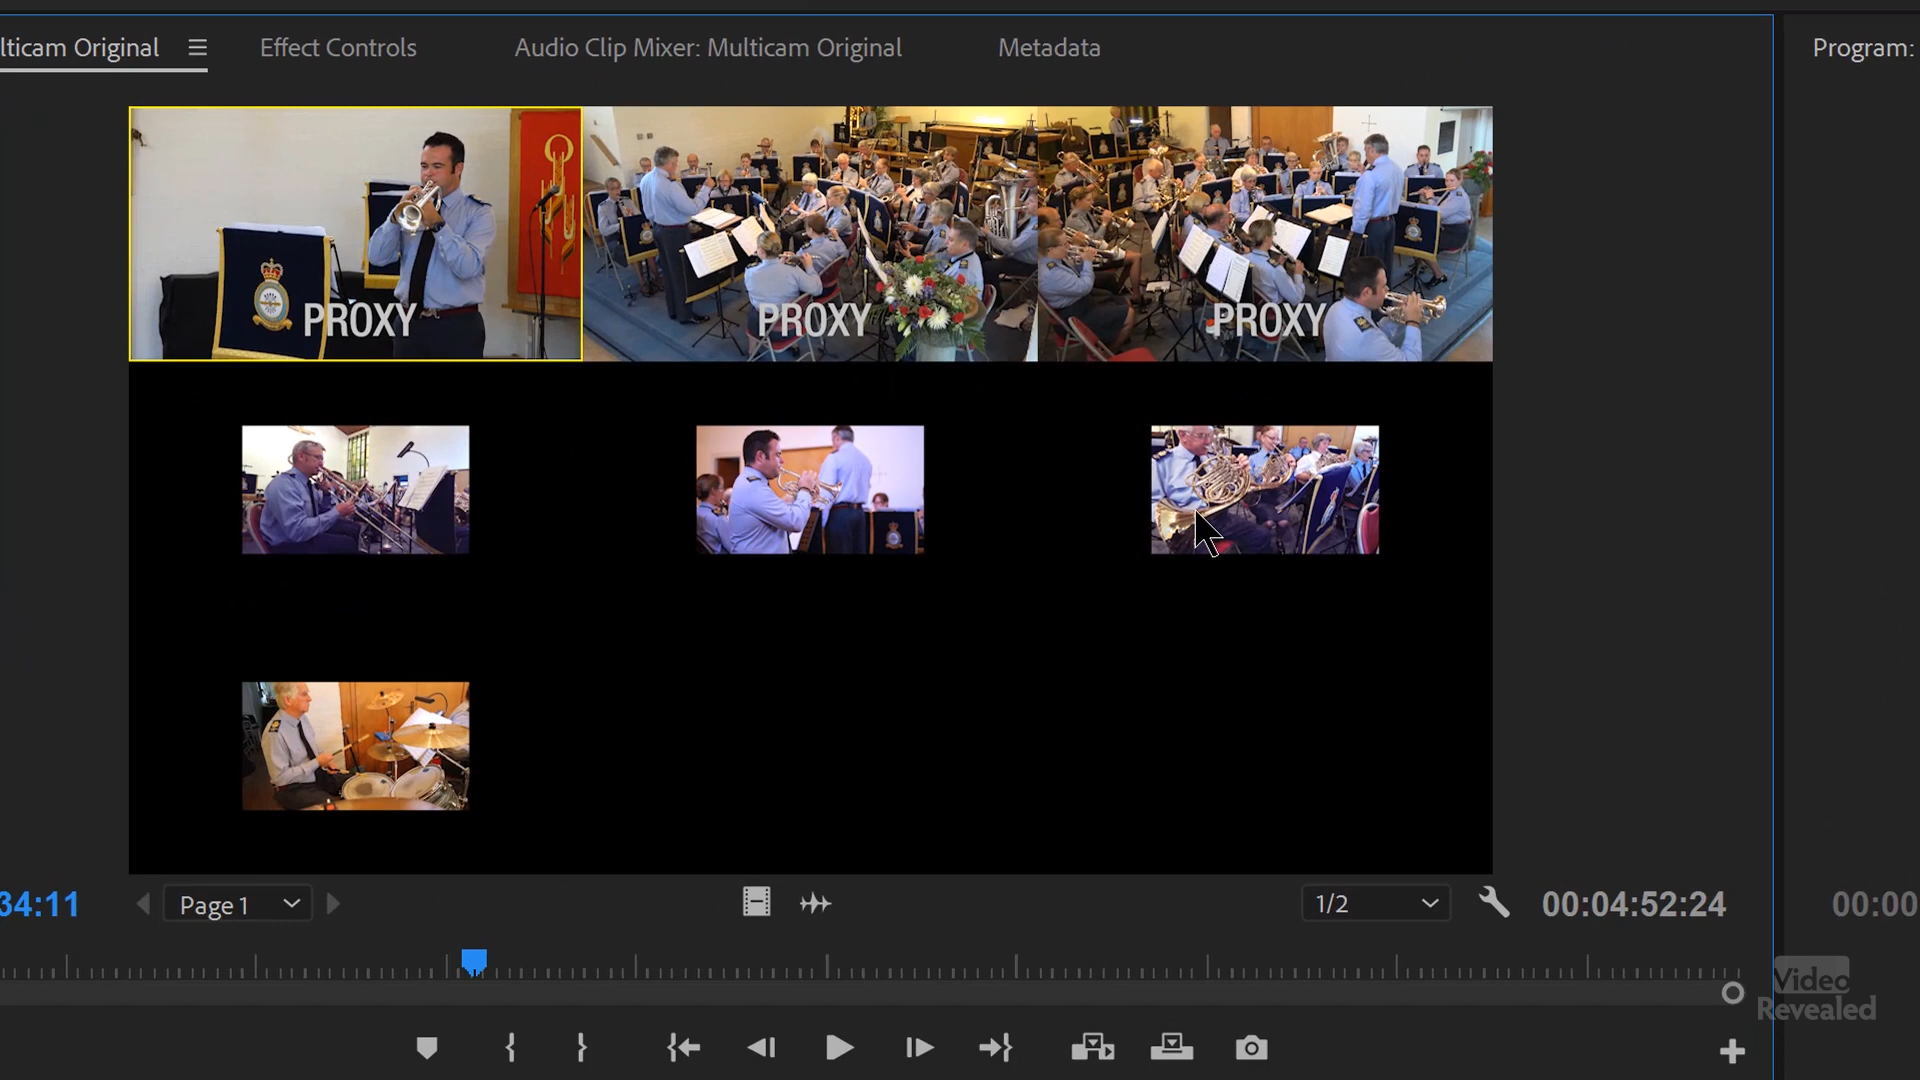 lticam Original
Effect Controls
Audio Clip Mixer: Multicam Original
Metadata
Program:
PROXY
PROXY
PROXY
34:11
Page 1
1/2
00:04:52:24
00:00
Video
Revealed